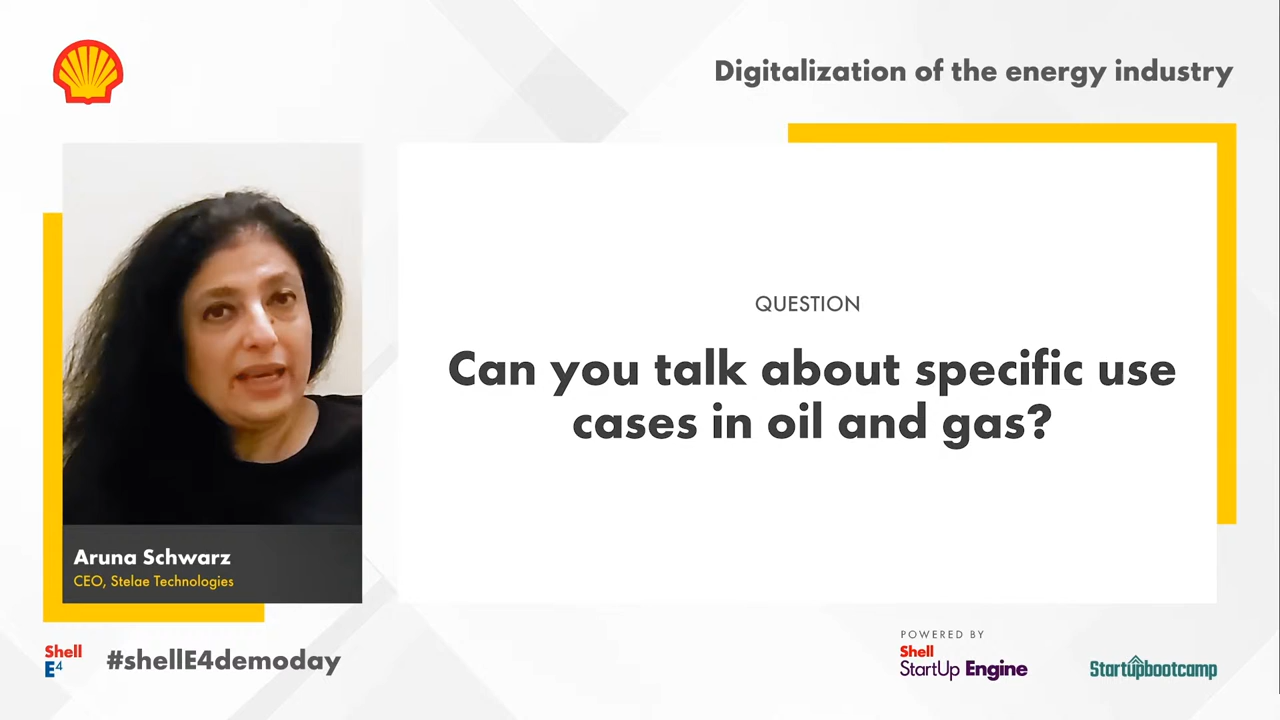 Digitalization of the energy industry
QUESTION
Can you talk about specific use
cases in oil and gas?
Aruna Schwarz
CEO, Stelae Technologies
Shell
E4
#shellE4demoday
POWERED BY
Shell
StartUp Engine
Startupbootcamp